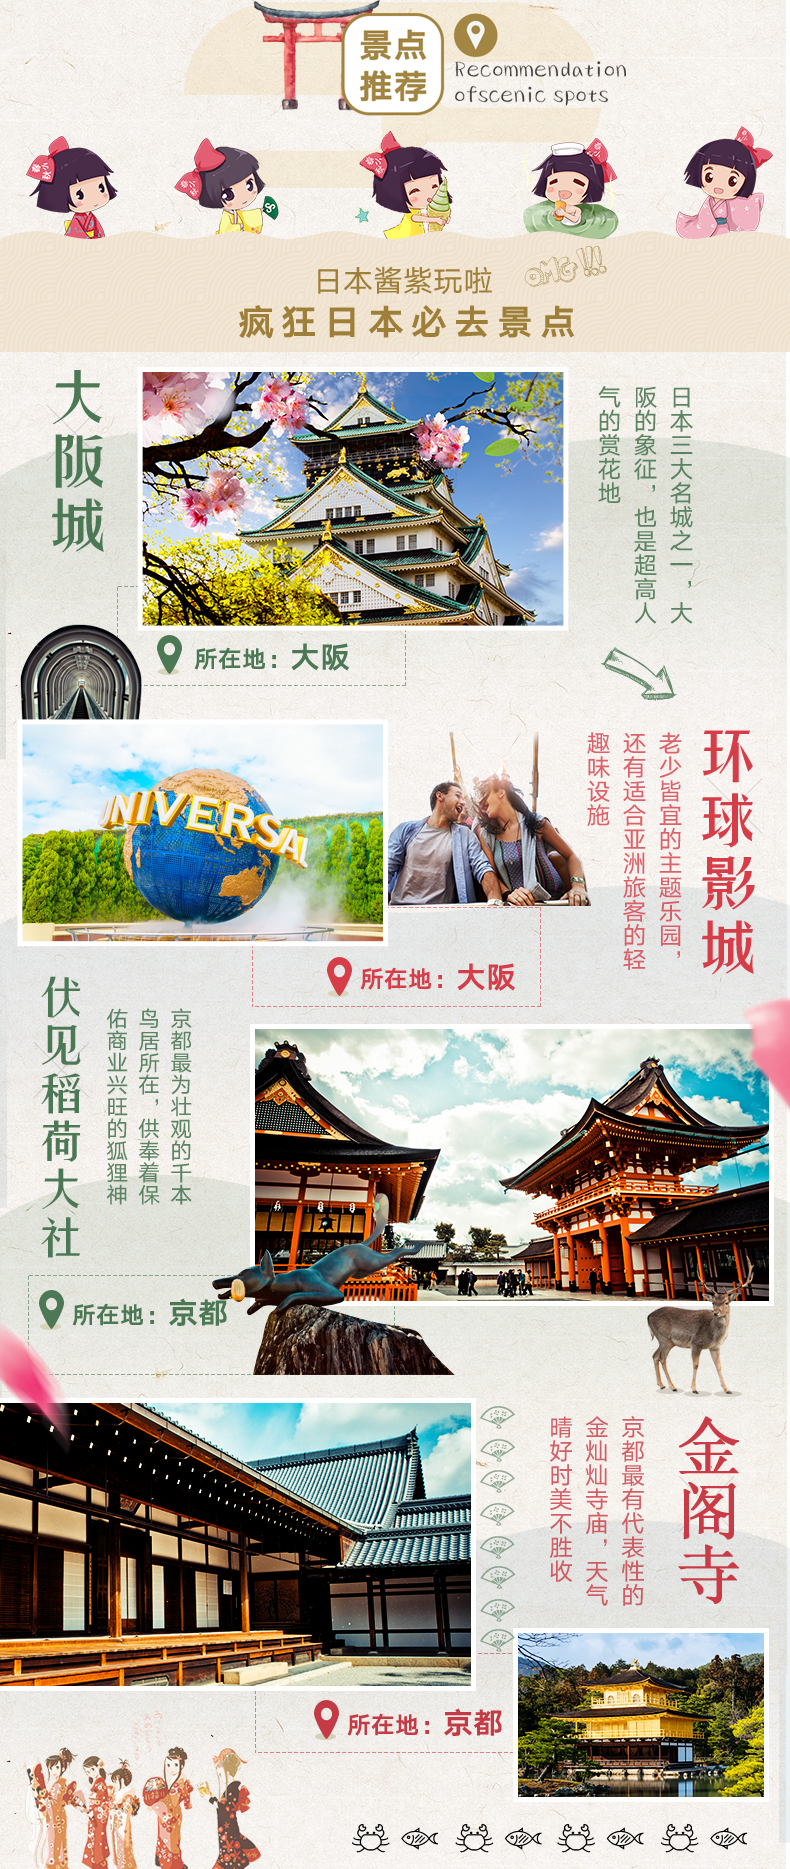 景点
推荐
Recommendation
ofscenic spots
日本酱紫玩啦
OMG!!!
疯狂日本必去景点
大阪城
日本三大名城之一，大
阪的象征，也是超高人
气的赏花地
所在地：大阪
UNIVERSAL
环球影城
老少皆宜的主题乐园，
还有适合亚洲旅客的轻
趣味设施
所在地：大阪
伏见稻荷大社
京都最为壮观的千本
鸟居所在，供奉着保
佑商业兴旺的狐狸神
所在地：京都
金阁寺
京都最有代表性的
金灿灿寺庙，天气
晴好时美不胜收
所在地：京都